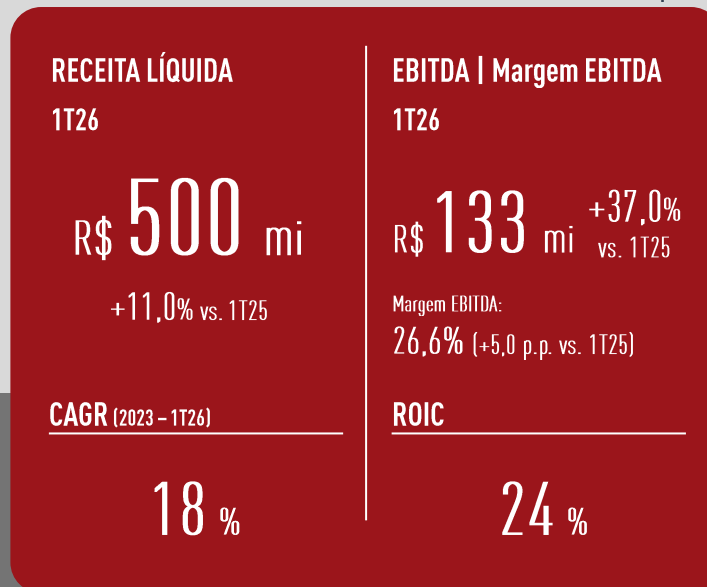 RECEITA LÍQUIDA
1T26
R$ 500 mi
+11,0% vs. 1T25
CAGR (2023 – 1T26)
18 %
EBITDA | Margem EBITDA
1T26
R$ 133 mi
+37,0%
vs. 1T25
Margem EBITDA:
26,6% (+5,0 p.p. vs. 1T25)
ROIC
24 %